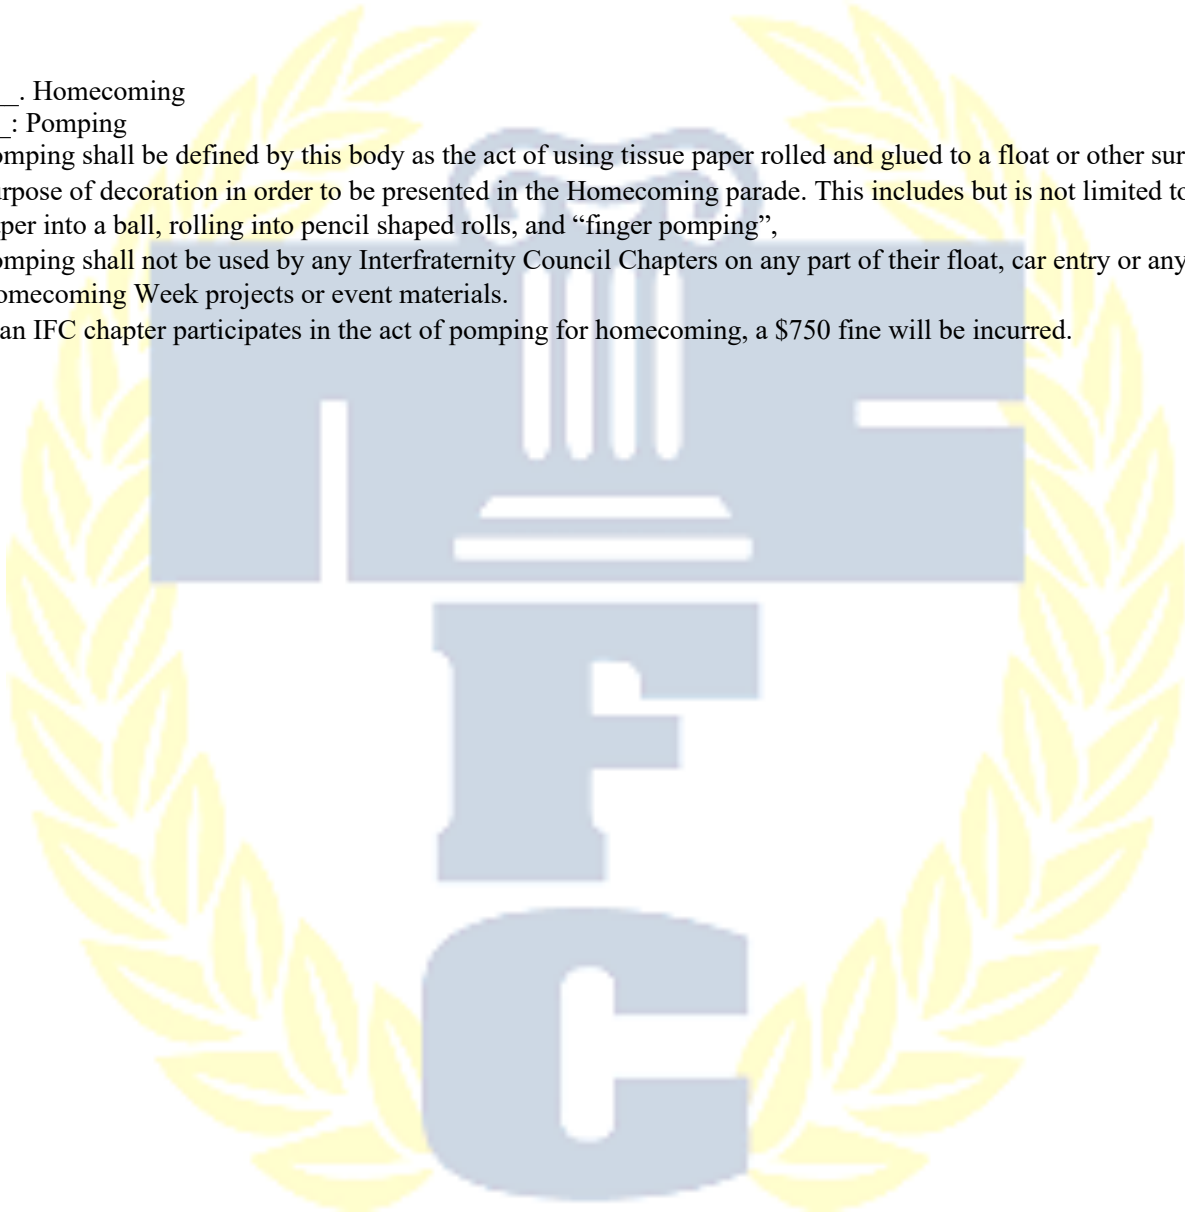 __. Homecoming
_: Pomping
omping shall be defined by this body as the act of using tissue paper rolled and glued to a float or other sur
urpose of decoration in order to be presented in the Homecoming parade. This includes but is not limited to
per into a ball, rolling into pencil shaped rolls, and “finger pomping”,
omping shall not be used by any Interfraternity Council Chapters on any part of their float, car entry or any
omecoming Week projects or event materials.
an IFC chapter participates in the act of pomping for homecoming, a $750 fine will be incurred.
I
F
C